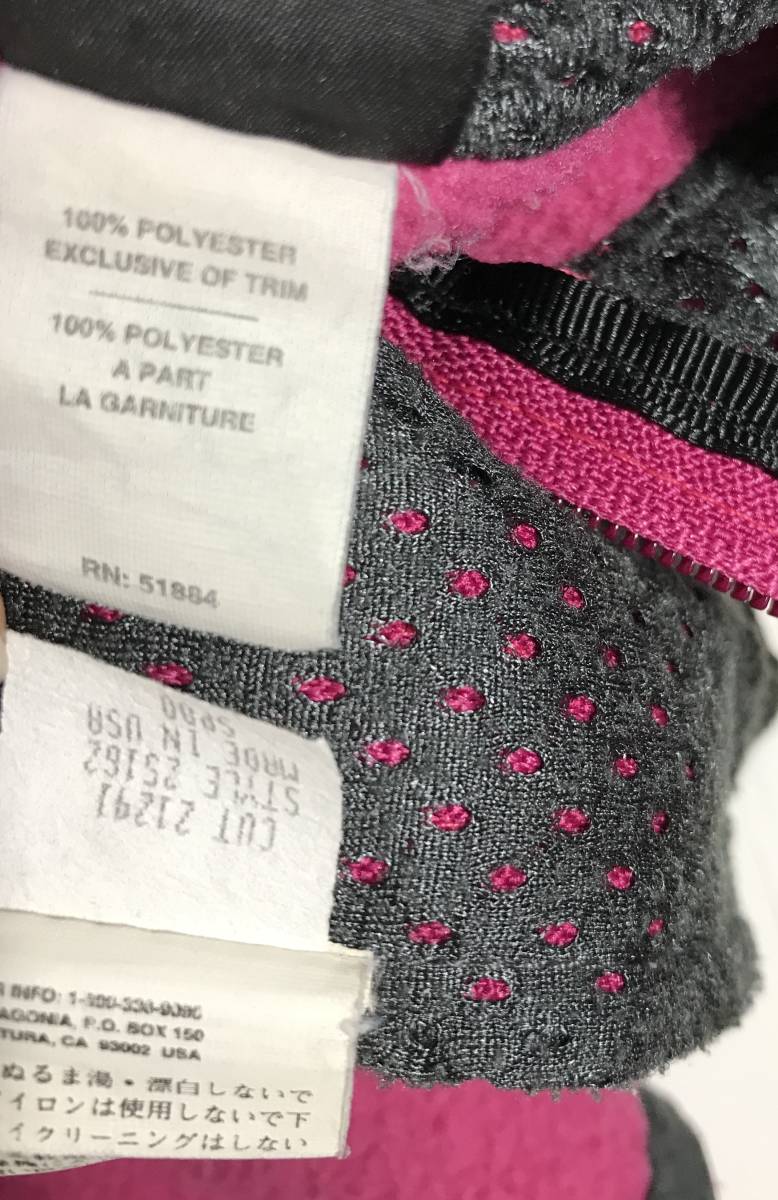 100% POLYESTER
EXCLUSIVE OF TRIM
100% POLYESTER
A PART
LA GARNITURE
RN: 51884
CUT 21291
STYLE 25162
MADE IN USA
SP00
INFO: 1-800-336-9090
AGONIA, P.O. BOX 150
TURA, CA 93002 USA
ぬるま湯・漂白しないで
イロンは使用しないで下
イクリーニングはしない